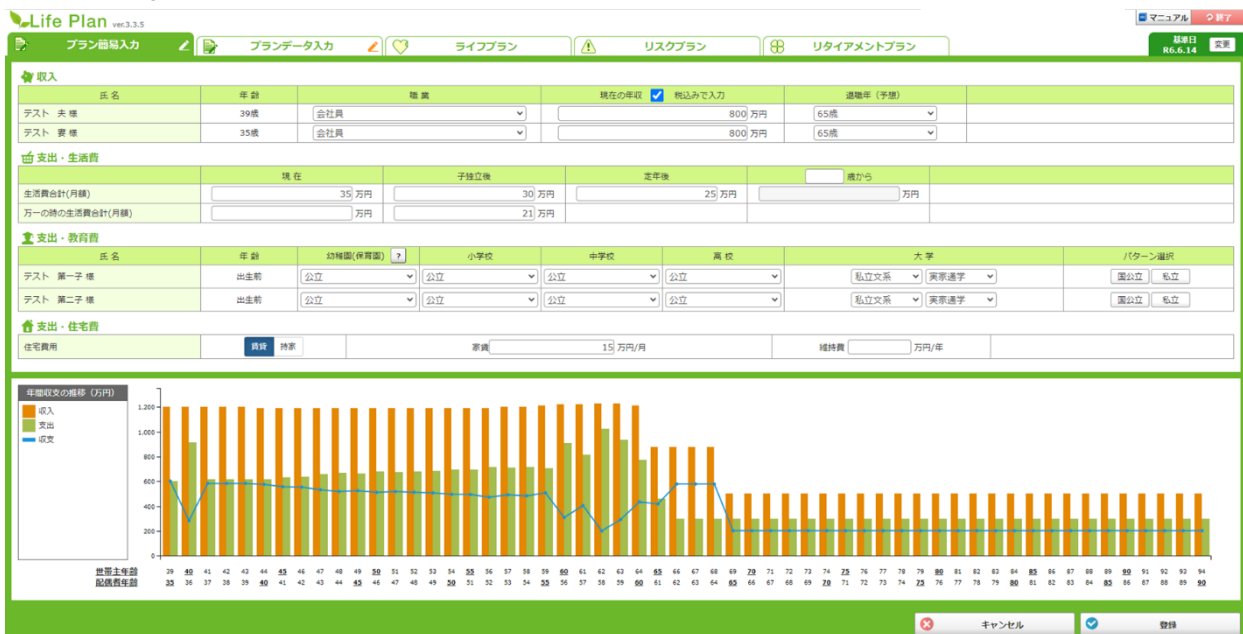 Life Plan ver.3.3.5
マニュアル 終了
プラン簡易入力 プランデータ入力 ライフプラン リスクプラン リタイアメントプラン 基準日 R6.6.14 変更
収入
氏名 年齢 職業 現在の年収 税込みで入力 退職年（予想）
テスト 夫 様 39歳 会社員 800 万円 65歳
テスト 妻 様 35歳 会社員 800 万円 65歳
支出・生活費
現在 子独立後 定年後 歳から
生活費合計(月額) 35 万円 30 万円 25 万円 万円
万一の時の生活費合計(月額) 万円 21 万円
支出・教育費
氏名 年齢 幼稚園(保育園) ? 小学校 中学校 高校 大学 パターン選択
テスト 第一子 様 出生前 公立 公立 公立 公立 私立文系 実家通学 国公立 私立
テスト 第二子 様 出生前 公立 公立 公立 公立 私立文系 実家通学 国公立 私立
支出・住宅費
住宅費用 賃貸 持家 家賃 15 万円/月 維持費 万円/年
年間収支の推移（万円）
収入
支出
収支
1,200
1,000
800
600
400
200
0
世帯主年齢 39 40 41 42 43 44 45 46 47 48 49 50 51 52 53 54 55 56 57 58 59 60 61 62 63 64 65 66 67 68 69 70 71 72 73 74 75 76 77 78 79 80 81 82 83 84 85 86 87 88 89 90 91 92 93 94
配偶者年齢 35 36 37 38 39 40 41 42 43 44 45 46 47 48 49 50 51 52 53 54 55 56 57 58 59 60 61 62 63 64 65 66 67 68 69 70 71 72 73 74 75 76 77 78 79 80 81 82 83 84 85 86 87 88 89 90
キャンセル 登録